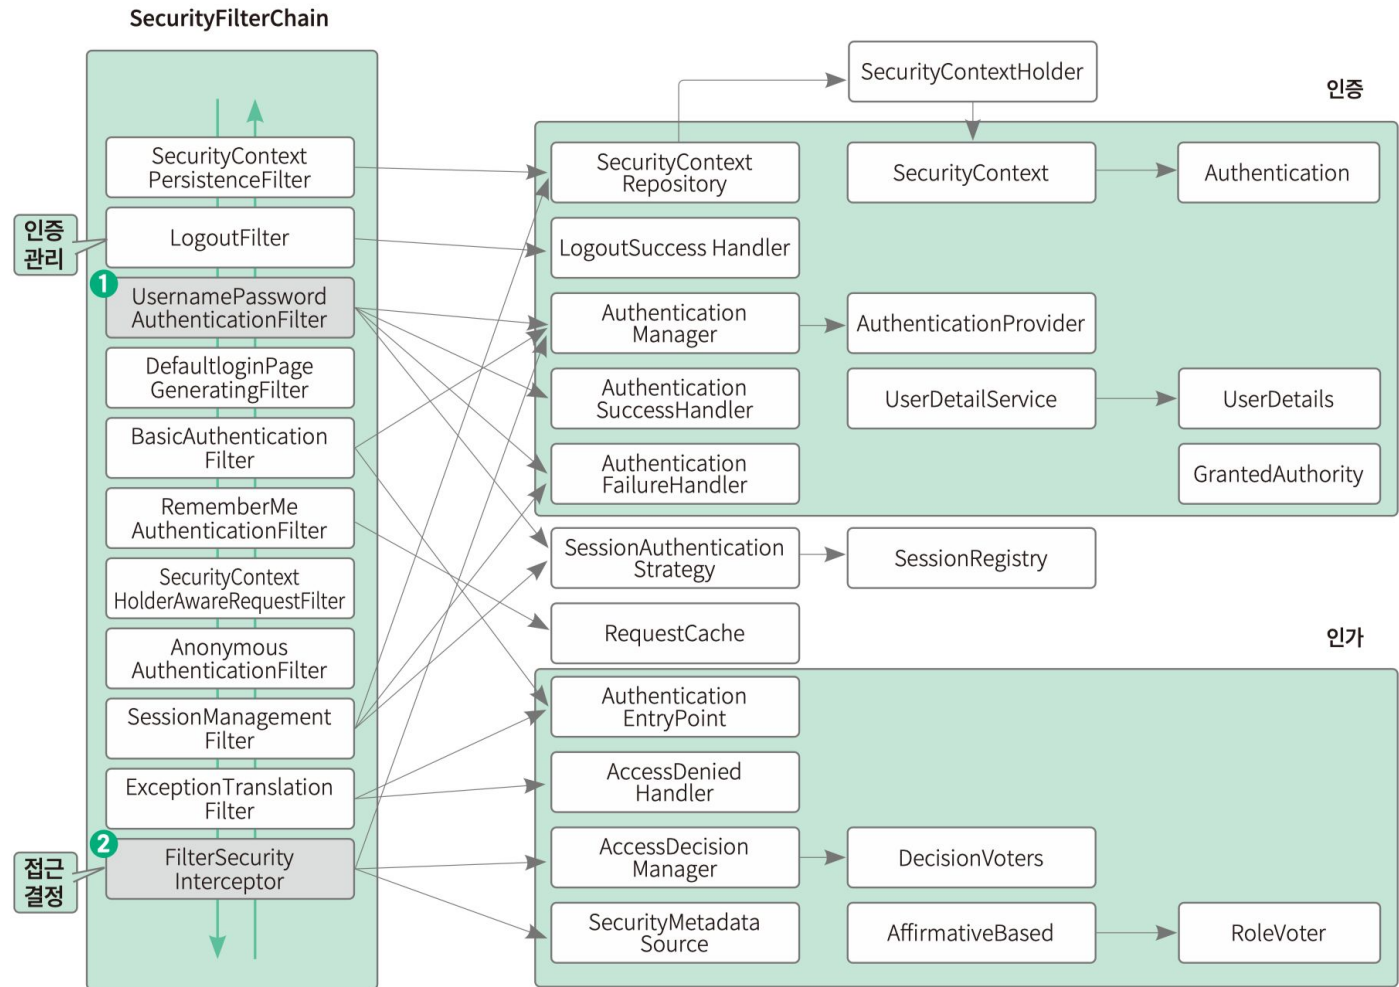 SecurityFilterChain
SecurityContext
PersistenceFilter
LogoutFilter
인증
관리
1
UsernamePassword
AuthenticationFilter
DefaultloginPage
GeneratingFilter
BasicAuthentication
Filter
RememberMe
AuthenticationFilter
SecurityContext
HolderAwareRequestFilter
Anonymous
AuthenticationFilter
SessionManagement
Filter
ExceptionTranslation
Filter
2
FilterSecurity
Interceptor
접근
결정
SecurityContextHolder
인증
SecurityContext
Repository
SecurityContext
Authentication
LogoutSuccess Handler
Authentication
Manager
AuthenticationProvider
Authentication
SuccessHandler
UserDetailService
UserDetails
Authentication
FailureHandler
GrantedAuthority
SessionAuthentication
Strategy
SessionRegistry
RequestCache
인가
Authentication
EntryPoint
AccessDenied
Handler
AccessDecision
Manager
DecisionVoters
SecurityMetadata
Source
AffirmativeBased
RoleVoter